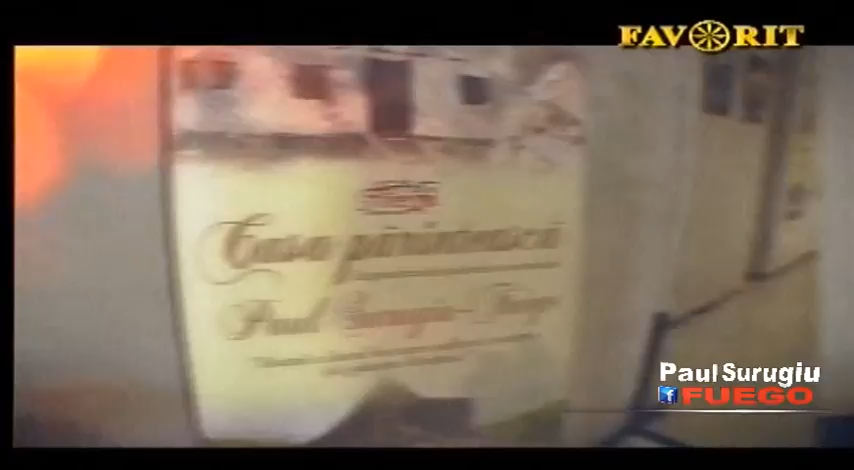 FAVORIT
Casa părintească
Paul Surugiu - Fuego
Paul Surugiu
FUEGO